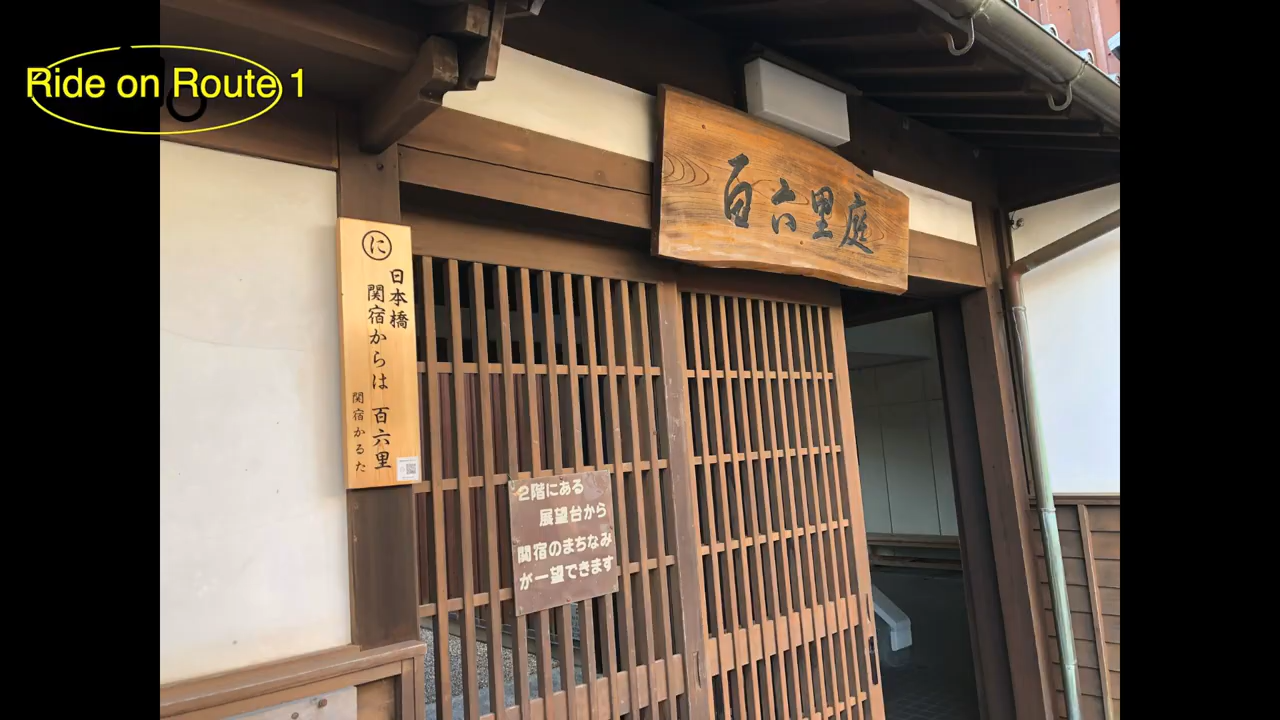 Ride on Route 1
百六里庭
に
日本橋
関宿からは 百六里
関宿かるた
2階にある
展望台から
関宿のまちなみ
が一望できます